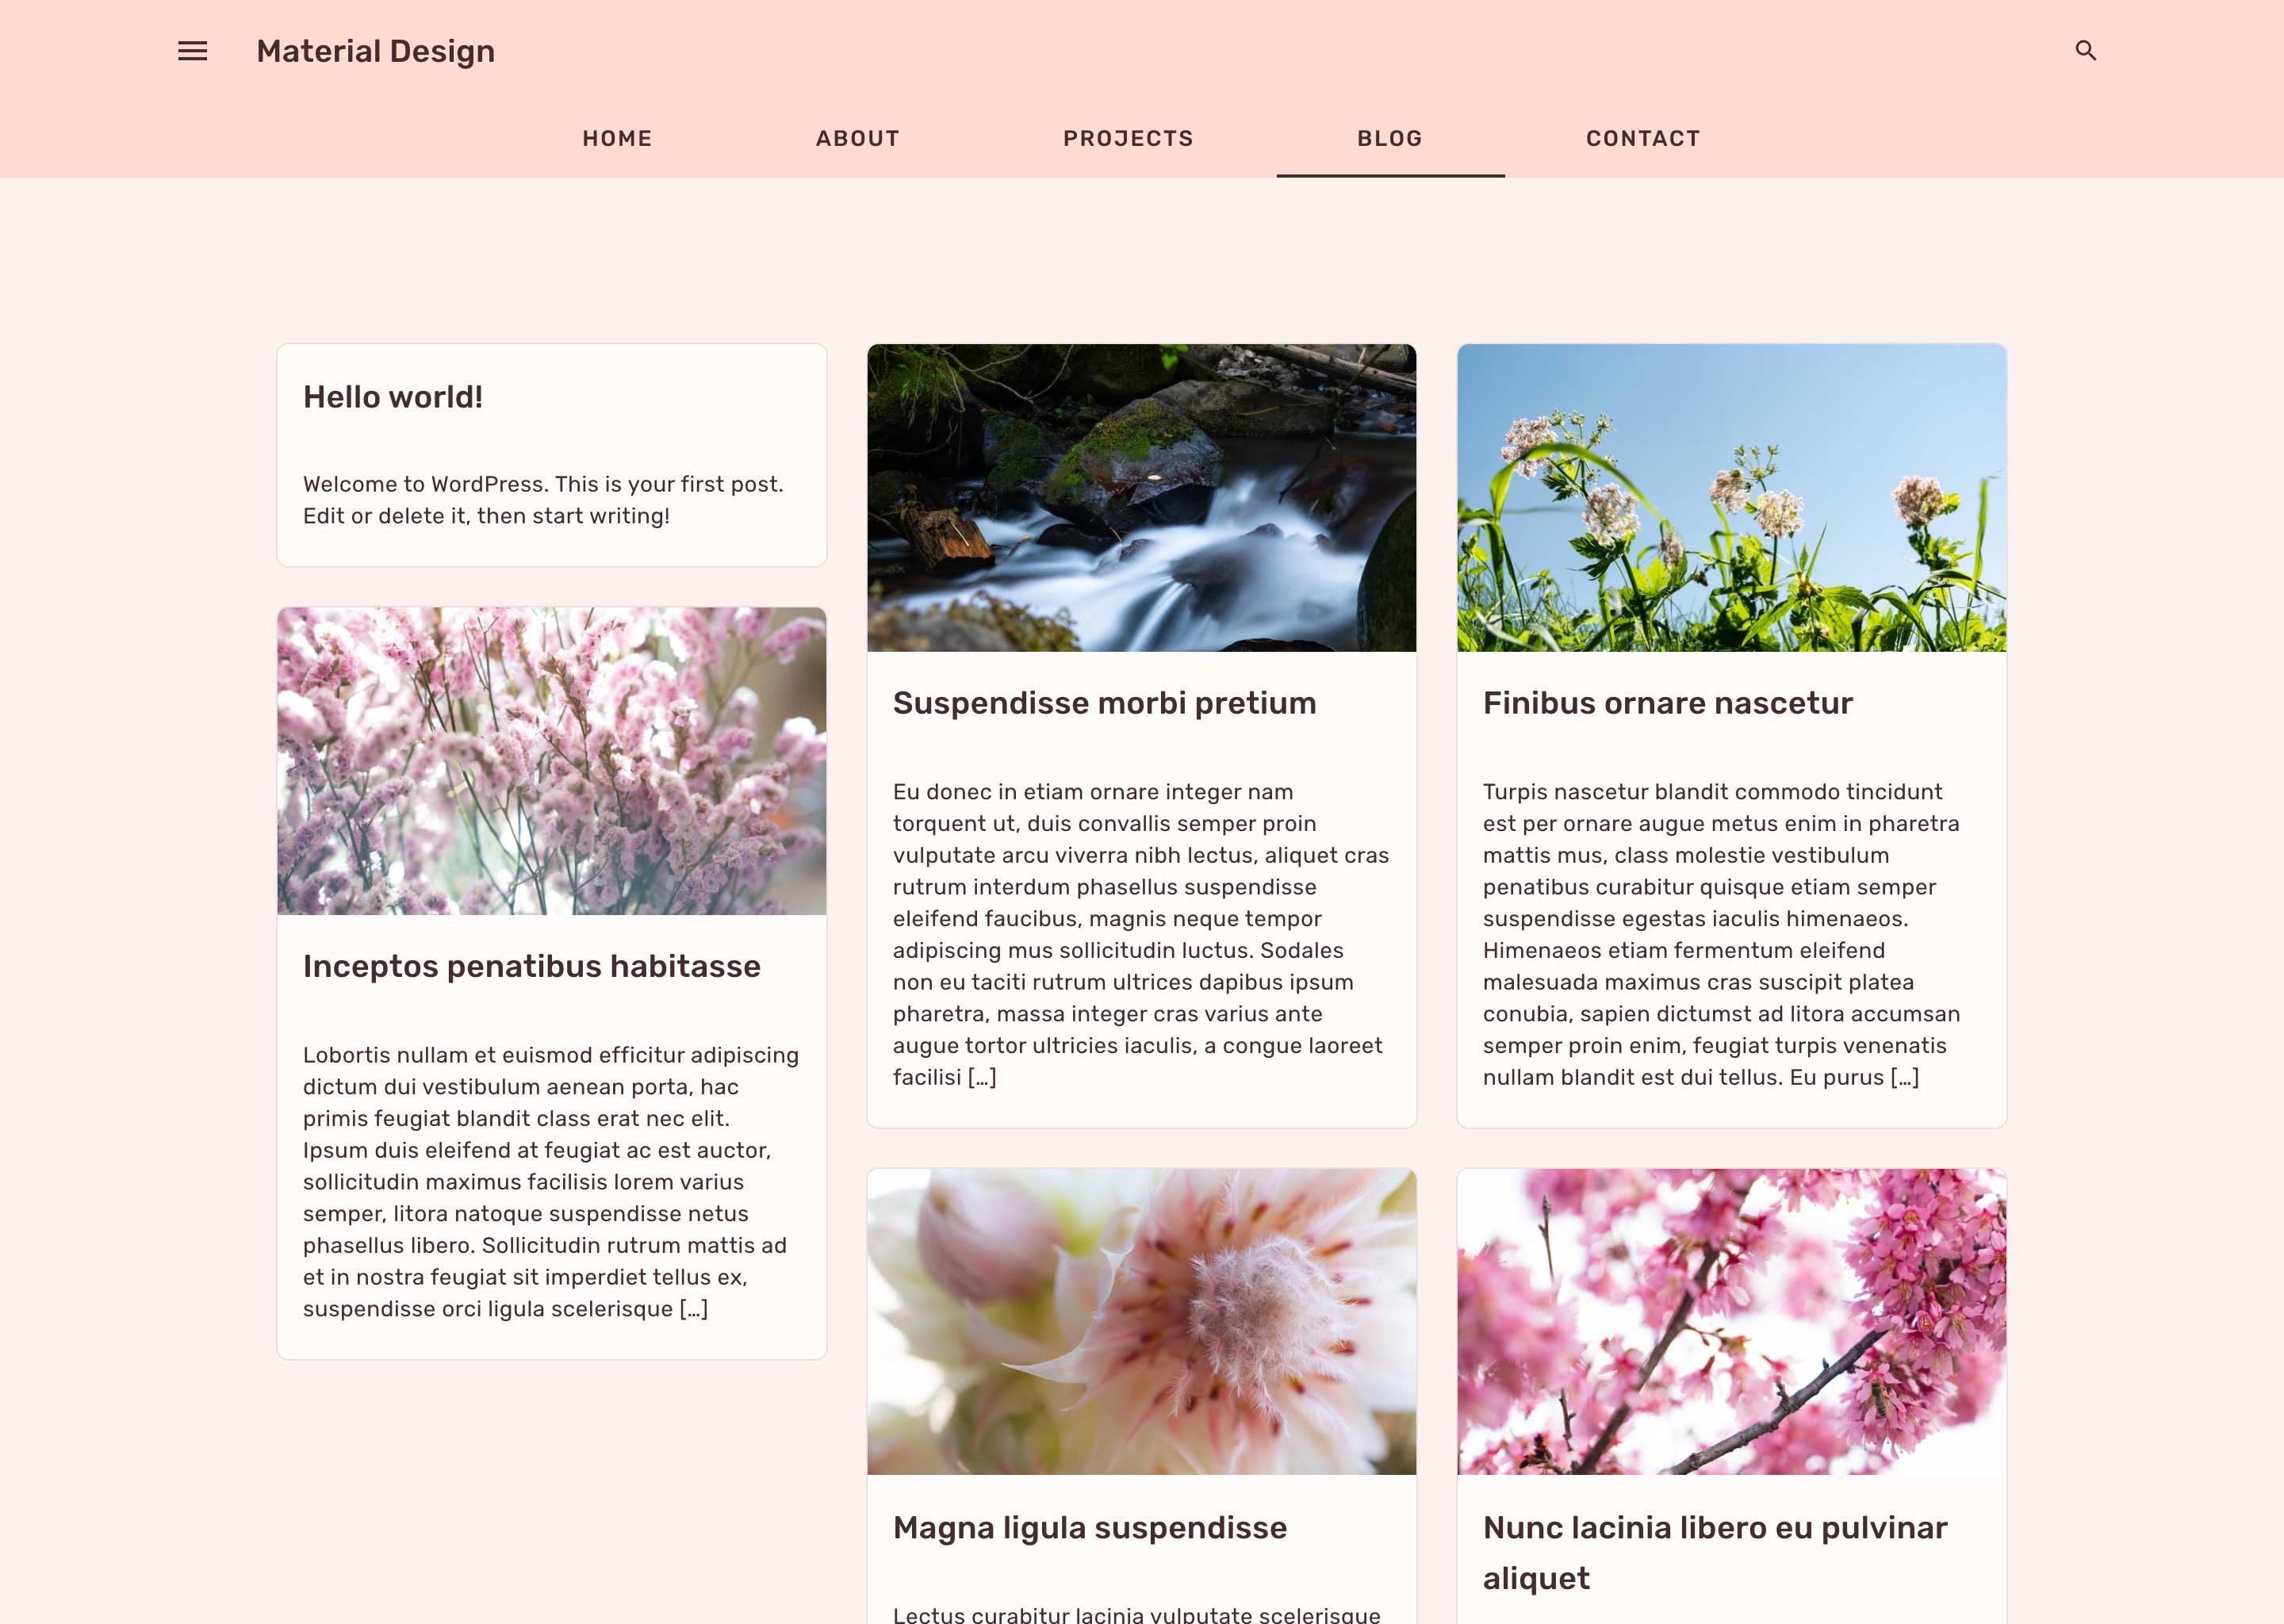 Material Design
HOME
ABOUT
PROJECTS
BLOG
CONTACT
Hello world!
Welcome to WordPress. This is your first post.
Edit or delete it, then start writing!
Inceptos penatibus habitasse
Lobortis nullam et euismod efficitur adipiscing
dictum dui vestibulum aenean porta, hac
primis feugiat blandit class erat nec elit.
Ipsum duis eleifend at feugiat ac est auctor,
sollicitudin maximus facilisis lorem varius
semper, litora natoque suspendisse netus
phasellus libero. Sollicitudin rutrum mattis ad
et in nostra feugiat sit imperdiet tellus ex,
suspendisse orci ligula scelerisque […]
Suspendisse morbi pretium
Eu donec in etiam ornare integer nam
torquent ut, duis convallis semper proin
vulputate arcu viverra nibh lectus, aliquet cras
rutrum interdum phasellus suspendisse
eleifend faucibus, magnis neque tempor
adipiscing mus sollicitudin luctus. Sodales
non eu taciti rutrum ultrices dapibus ipsum
pharetra, massa integer cras varius ante
augue tortor ultricies iaculis, a congue laoreet
facilisi […]
Magna ligula suspendisse
Lectus curabitur lacinia vulputate scelerisque
Finibus ornare nascetur
Turpis nascetur blandit commodo tincidunt
est per ornare augue metus enim in pharetra
mattis mus, class molestie vestibulum
penatibus curabitur quisque etiam semper
suspendisse egestas iaculis himenaeos.
Himenaeos etiam fermentum eleifend
malesuada maximus cras suscipit platea
conubia, sapien dictumst ad litora accumsan
semper proin enim, feugiat turpis venenatis
nullam blandit est dui tellus. Eu purus […]
Nunc lacinia libero eu pulvinar
aliquet